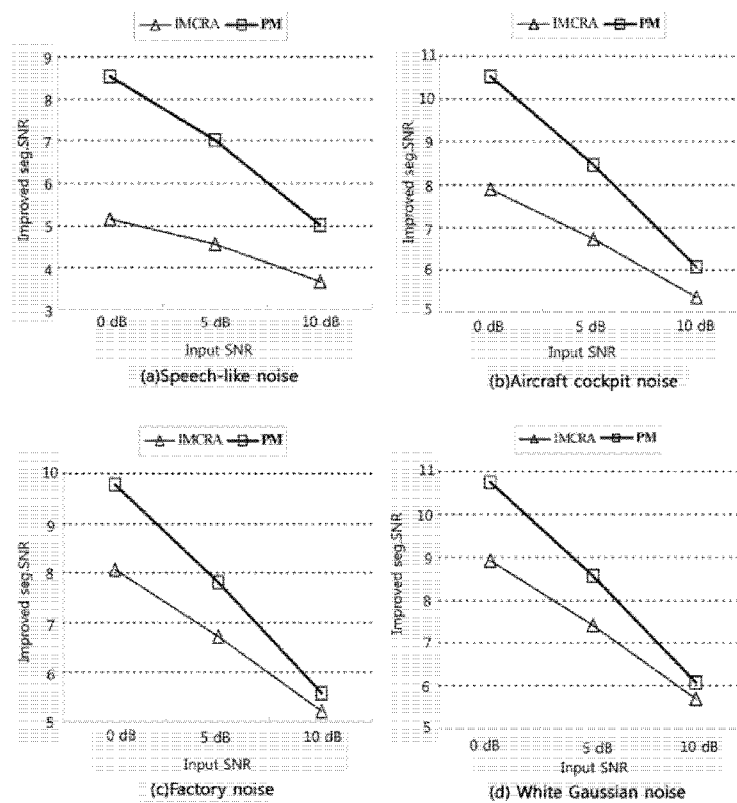 IMCRA PM
9
8
7
6
5
4
3
Improved seg.SNR
0 dB 5 dB 10 dB
Input SNR
(a)Speech-like noise
IMCRA PM
11
10
9
8
7
6
5
Improved seg.SNR
0 dB 5 dB 10 dB
Input SNR
(b)Aircraft cockpit noise
IMCRA PM
10
9
8
7
6
5
Improved seg.SNR
0 dB 5 dB 10 dB
Input SNR
(c)Factory noise
IMCRA PM
11
10
9
8
7
6
5
Improved seg.SNR
0 dB 5 dB 10 dB
Input SNR
(d) White Gaussian noise